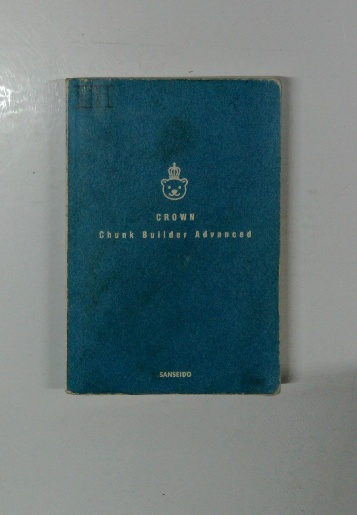 CROWN
Chunk Builder Advanced
SANSEIDO